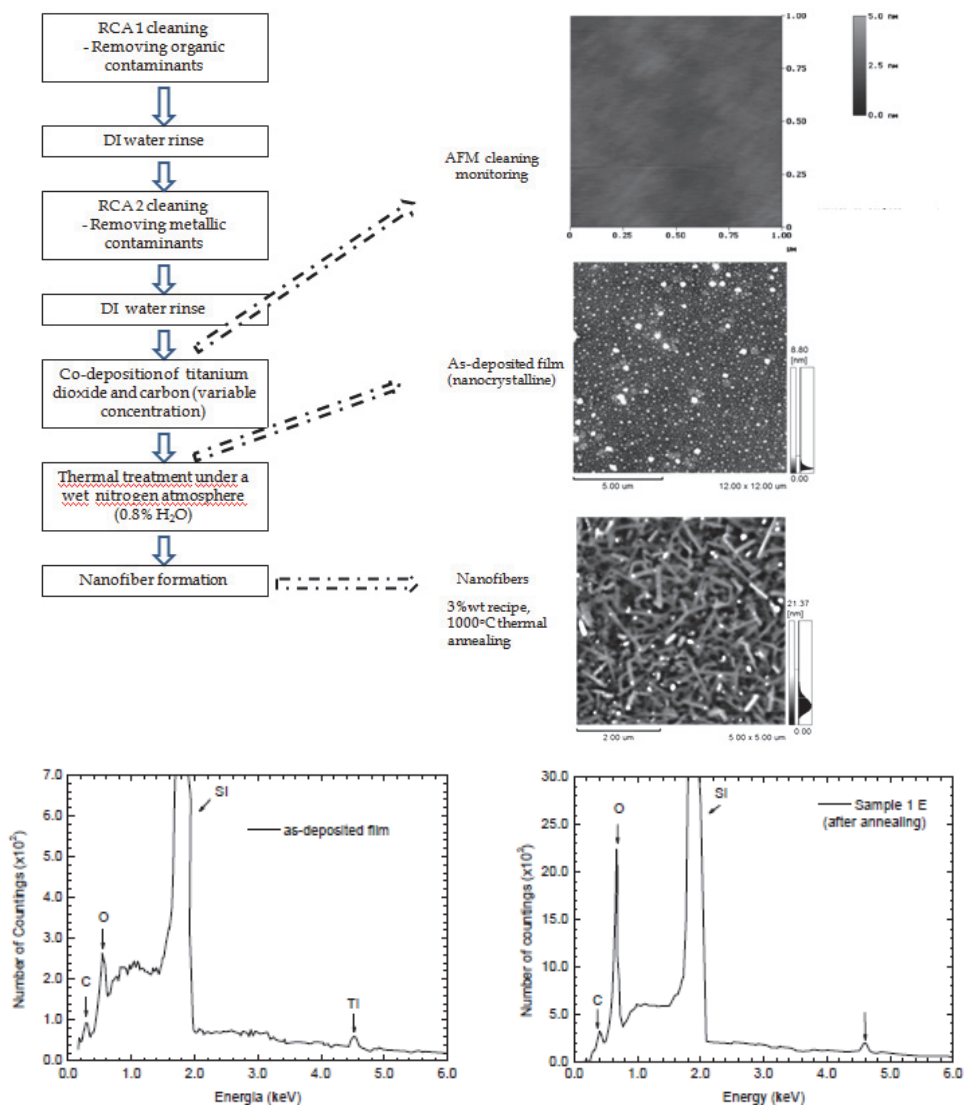 RCA 1 cleaning
- Removing organic
contaminants
DI water rinse
RCA 2 cleaning
- Removing metallic
contaminants
DI water rinse
Co-deposition of titanium
dioxide and carbon (variable
concentration)
Thermal treatment under a
wet nitrogen atmosphere
(0.8% H₂O)
Nanofiber formation
AFM cleaning
monitoring
As-deposited film
(nanocrystalline)
Nanofibers
3%wt recipe,
1000ºC thermal
annealing
1.00
0.75
0.50
0.25
0
0 0.25 0.50 0.75 1.00
μM
5.0 nm
2.5 nm
0.0 nm
8.80
[nm]
0.00
5.00 um 12.00 x 12.00 um
21.37
[nm]
0.00
2.00 um 5.00 x 5.00 um
7.0
6.0
5.0
4.0
3.0
2.0
1.0
0.0
Number of Countings (x10²)
SI
as-deposited film
O
C
TI
0.0 1.0 2.0 3.0 4.0 5.0 6.0
Energia (keV)
30.0
25.0
20.0
15.0
10.0
5.0
0.0
Number of countings (x10²)
O
SI
Sample 1 E
(after annealing)
C
0.0 2.0 4.0 6.0
Energy (keV)